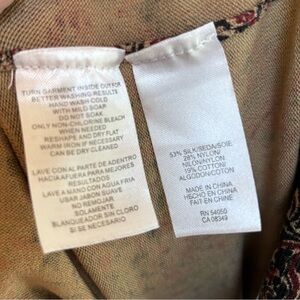 TURN GARMENT INSIDE OUT FOR
BETTER WASHING RESULTS
HAND WASH COLD
WITH MILD SOAP
DO NOT SOAK
ONLY NON-CHLORINE BLEACH
WHEN NEEDED
RESHAPE AND DRY FLAT
WARM IRON IF NECESSARY
CAN BE DRY CLEANED
LAVE CON AL PARTE DE ADENTRO
HACIA AFUERA PARA MEJORES
RESULTADOS
LAVE A MANO CON AGUA FRIA
USAR JABON SUAVE
NO REMOJAR
SOLAMENTE
BLANQUEADOR SIN CLORO
SI SE NECESARIO
53% SILK/SEDA/SOIE
28% NYLON/
NILON/NYLON
19% COTTON/
ALGODON/COTON
MADE IN CHINA
HECHO EN CHINA
FAIT EN CHINE
RN 54050
CA 08349